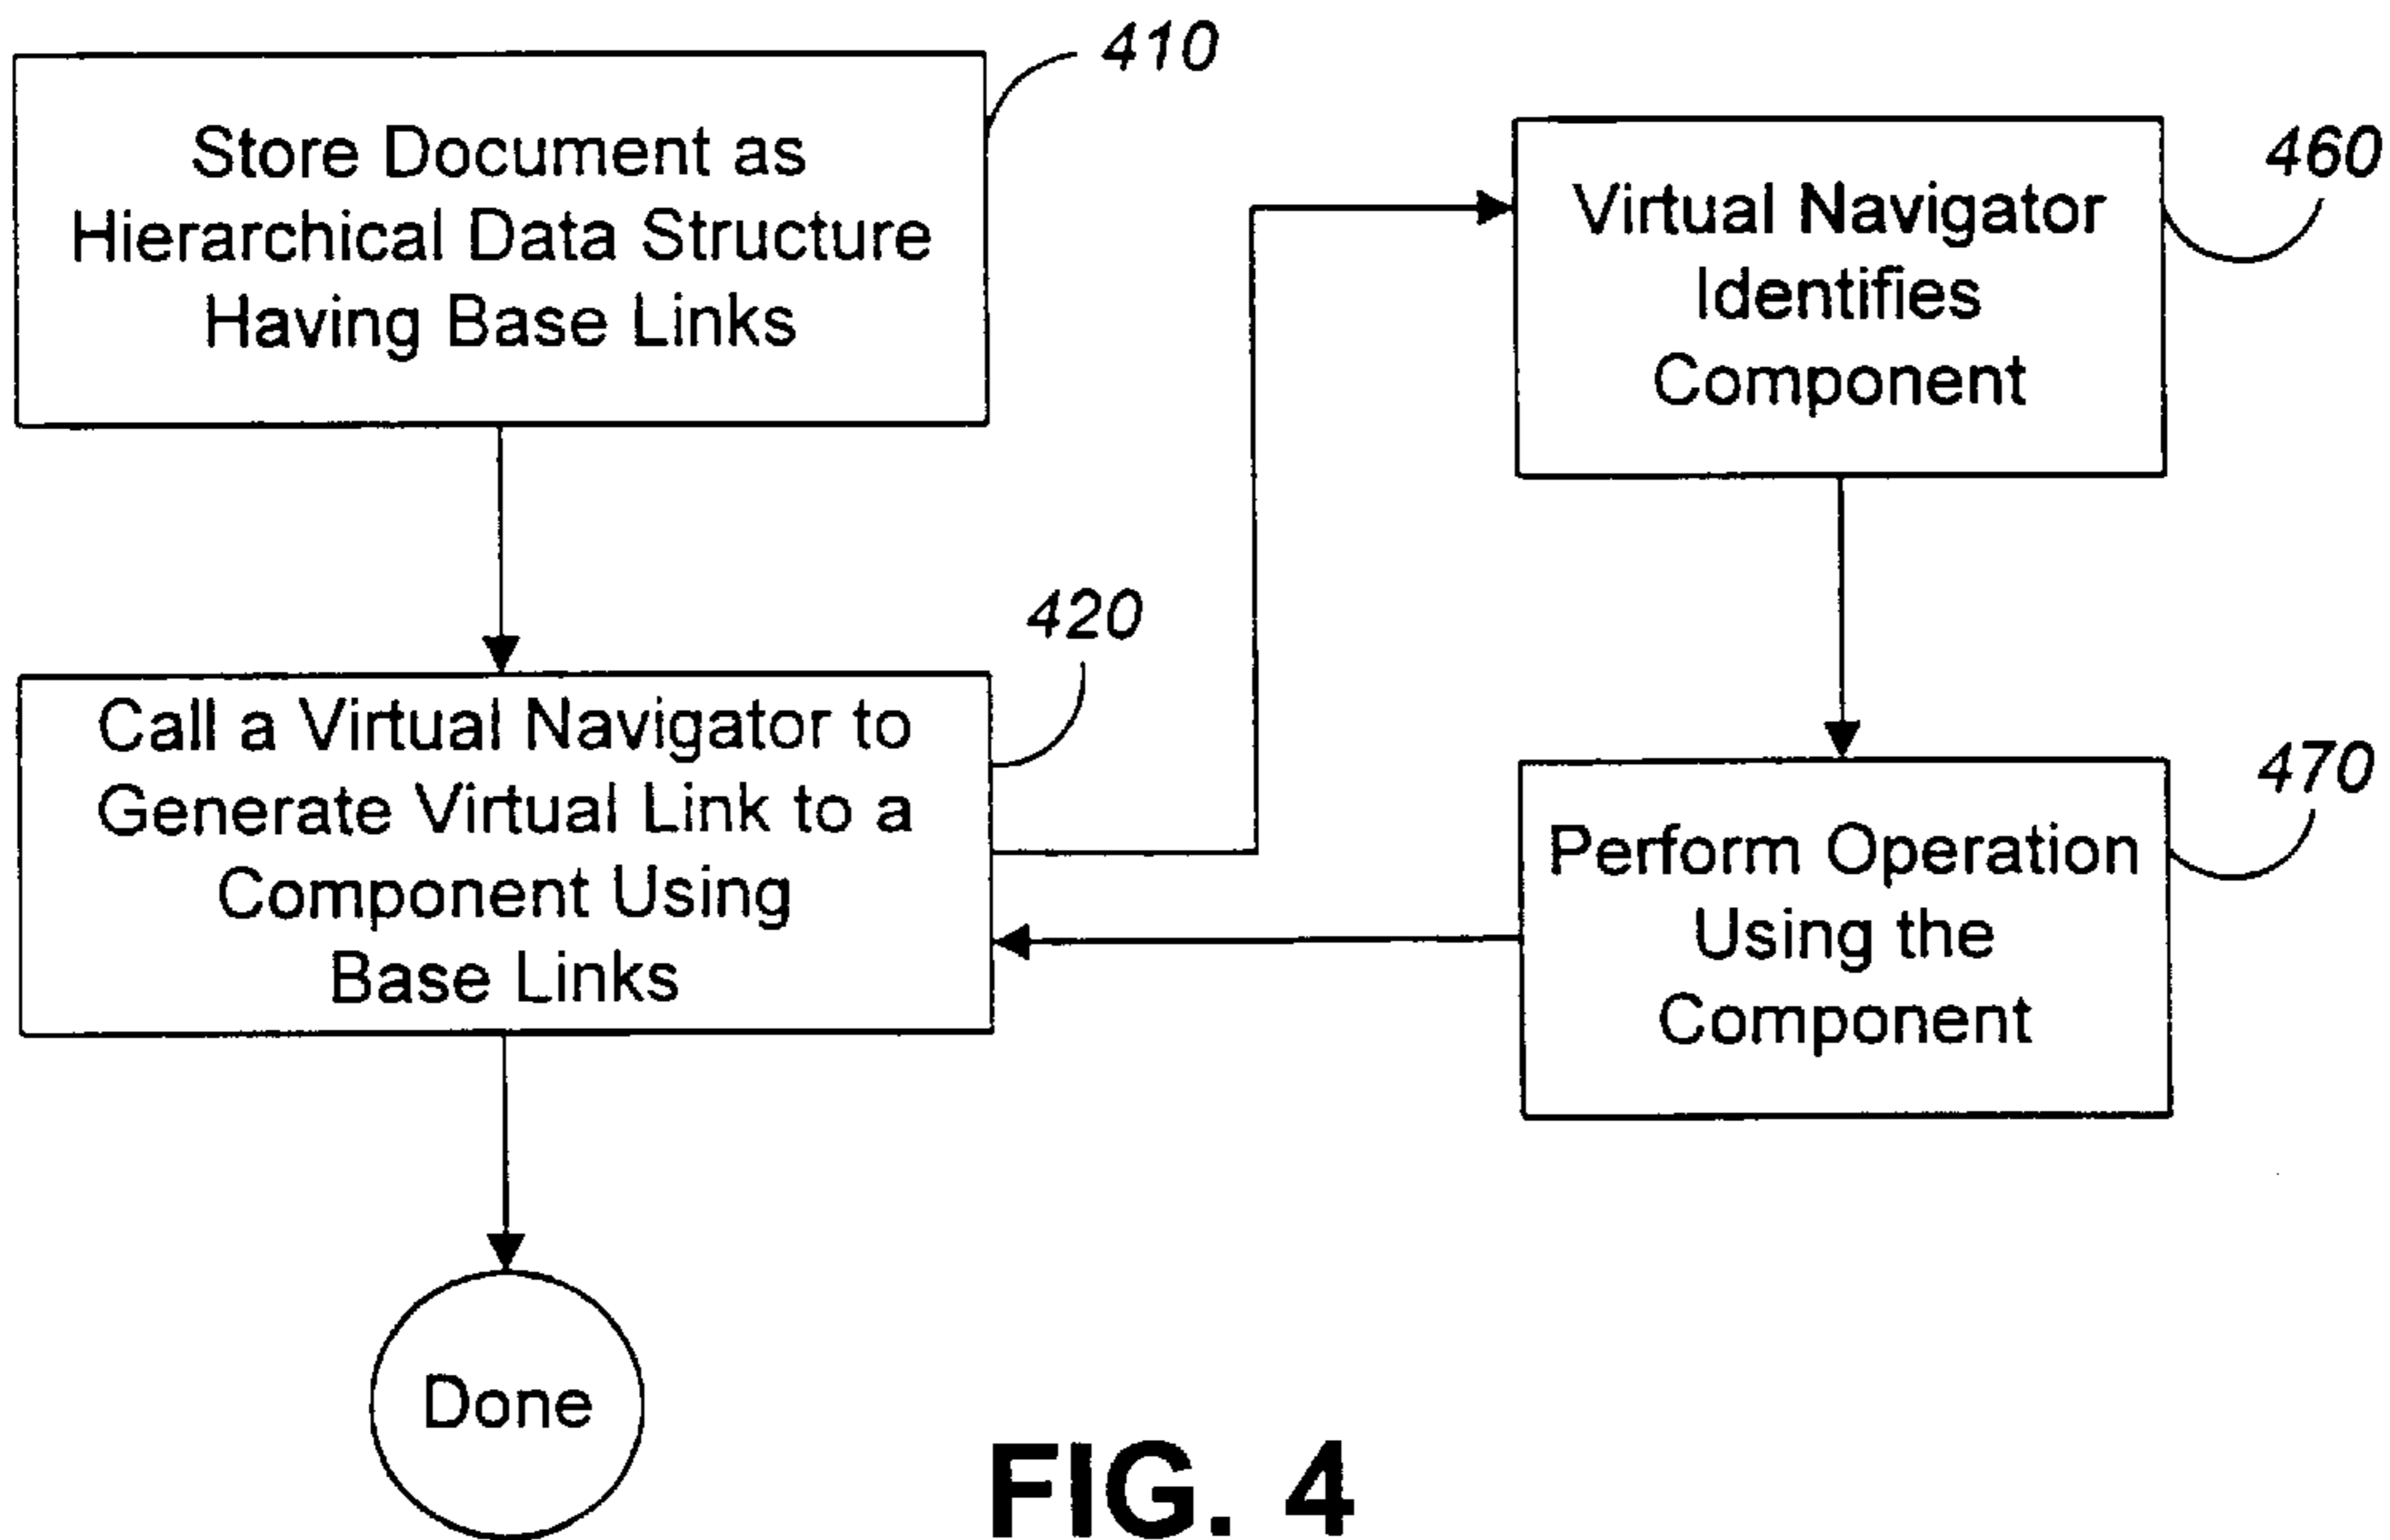 410
Store Document as
Hierarchical Data Structure
Having Base Links
460
Virtual Navigator
Identifies
Component
420
Call a Virtual Navigator to
Generate Virtual Link to a
Component Using
Base Links
470
Perform Operation
Using the
Component
Done
FIG. 4